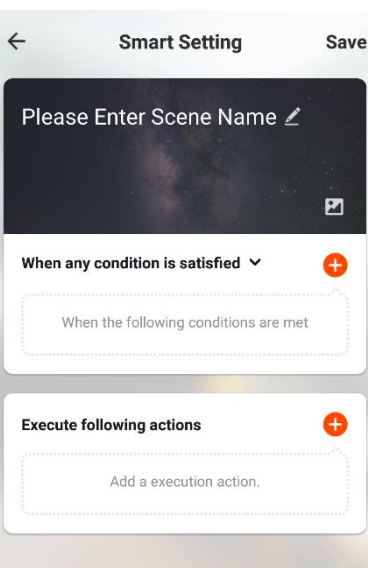 Smart Setting Save
Please Enter Scene Name
When any condition is satisfied
When the following conditions are met
Execute following actions
Add a execution action.